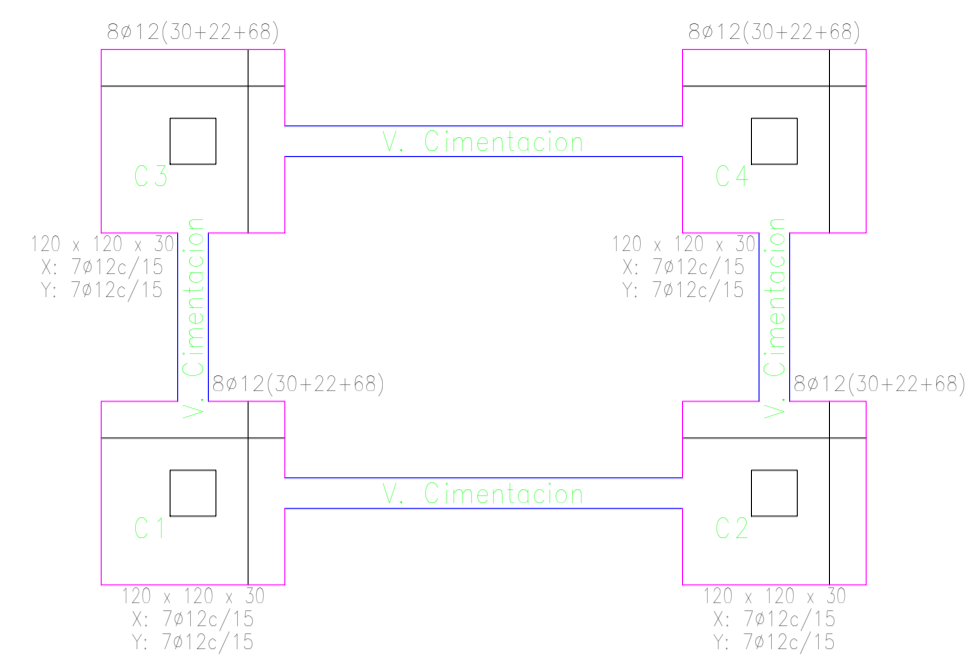 8ø12(30+22+68)
8ø12(30+22+68)
V. Cimentacion
C3
C4
120 x 120 x 30
X: 7ø12c/15
Y: 7ø12c/15
120 x 120 x 30
X: 7ø12c/15
Y: 7ø12c/15
V. Cimentacion
V. Cimentacion
8ø12(30+22+68)
8ø12(30+22+68)
V. Cimentacion
C1
C2
120 x 120 x 30
X: 7ø12c/15
Y: 7ø12c/15
120 x 120 x 30
X: 7ø12c/15
Y: 7ø12c/15